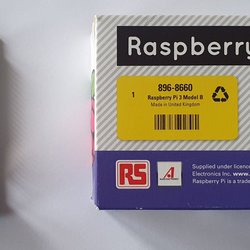 Raspberry
896-8660
1
Raspberry Pi 3 Model B
Made in United Kingdom
RS
Supplied under licence
Electronics Inc. www.
Raspberry Pi is a trade